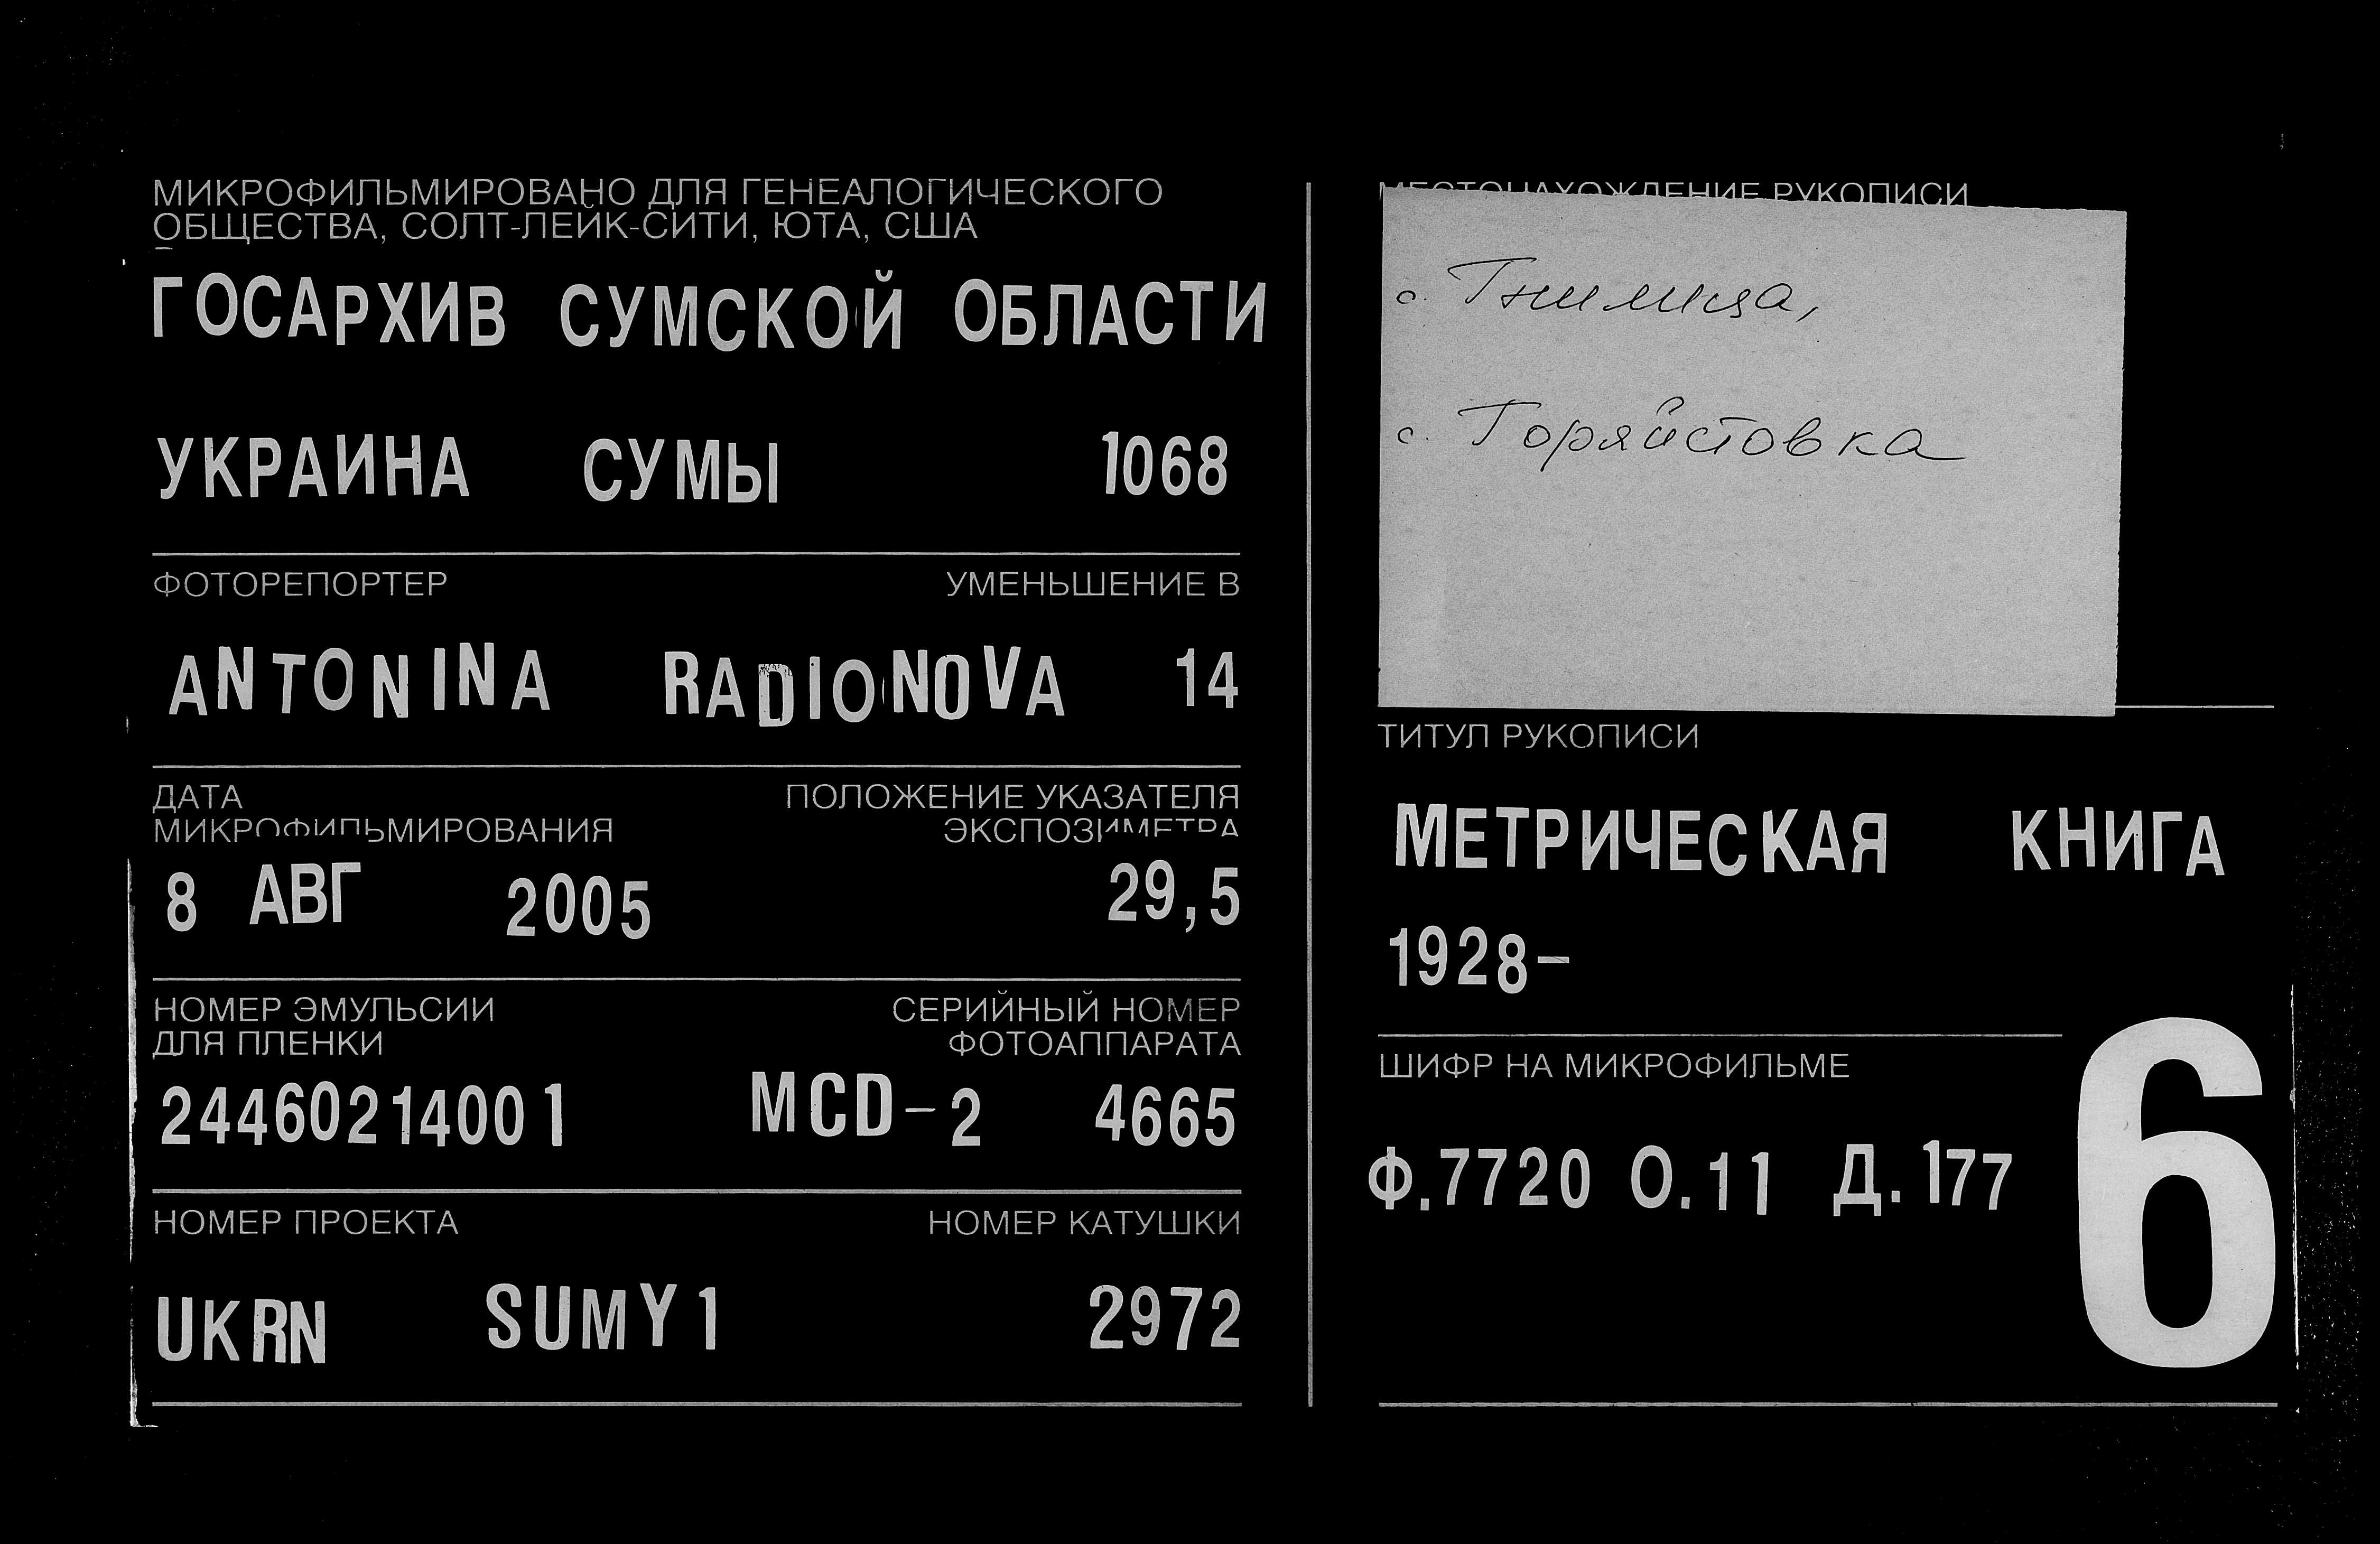 МИКРОФИЛЬМИРОВАНО ДЛЯ ГЕНЕАЛОГИЧЕСКОГО
ОБЩЕСТВА, СОЛТ-ЛЕЙК-СИТИ, ЮТА, США
ГОСАРХИВ СУМСКОЙ ОБЛАСТИ
УКРАИНА СУМЫ 1068
ФОТОРЕПОРТЕР УМЕНЬШЕНИЕ В
ANTONINA RADIONOVA 14
ДАТА ПОЛОЖЕНИЕ УКАЗАТЕЛЯ
МИКРОФИЛЬМИРОВАНИЯ ЭКСПОЗИМЕТРА
8 АВГ 2005 29,5
НОМЕР ЭМУЛЬСИИ СЕРИЙНЫЙ НОМЕР
ДЛЯ ПЛЕНКИ ФОТОАППАРАТА
24460214001 MCD-2 4665
НОМЕР ПРОЕКТА НОМЕР КАТУШКИ
UKRN SUMY1 2972
МЕСТОНАХОЖДЕНИЕ РУКОПИСИ
с. Гнилица,
с. Горяйстовка
ТИТУЛ РУКОПИСИ
МЕТРИЧЕСКАЯ КНИГА
1928-
ШИФР НА МИКРОФИЛЬМЕ
Ф.7720 О.11 Д.177
6